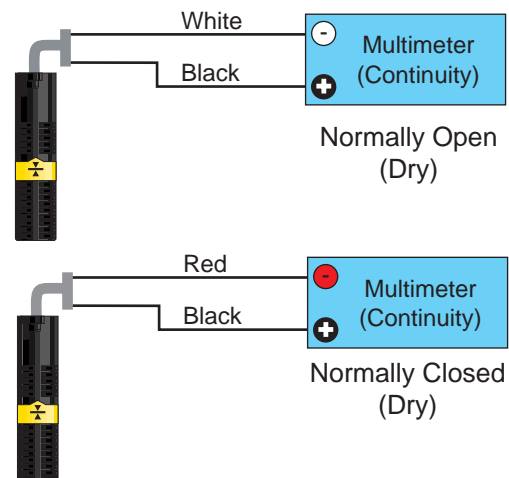 White
-
Multimeter
(Continuity)
Black
+
Normally Open
(Dry)
Red
-
Multimeter
(Continuity)
Black
+
Normally Closed
(Dry)